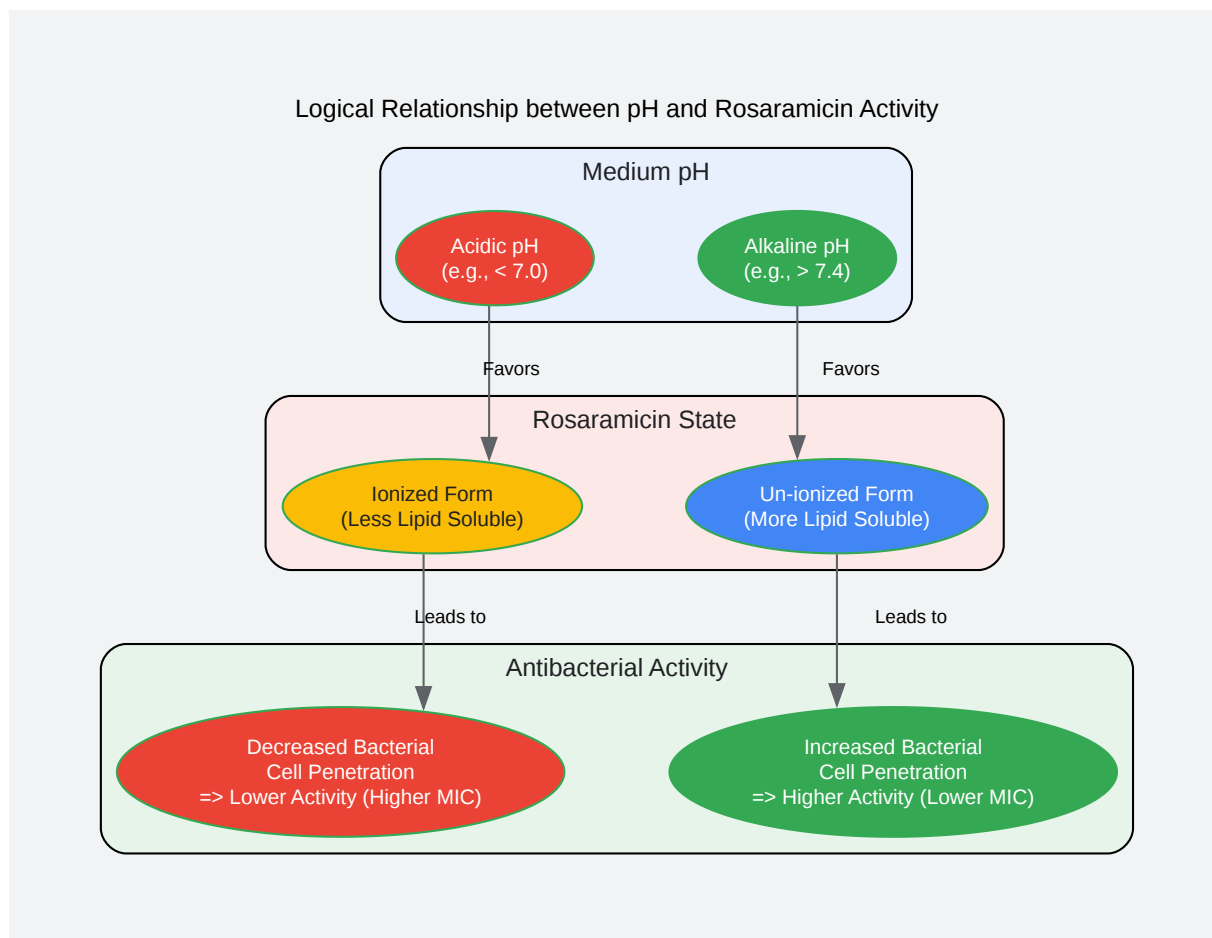 Logical Relationship between pH and Rosaramicin Activity
Medium pH
Acidic pH
(e.g., < 7.0)
Alkaline pH
(e.g., > 7.4)
Favors
Favors
Rosaramicin State
Ionized Form
(Less Lipid Soluble)
Un-ionized Form
(More Lipid Soluble)
Leads to
Leads to
Antibacterial Activity
Decreased Bacterial
Cell Penetration
=> Lower Activity (Higher MIC)
Increased Bacterial
Cell Penetration
=> Higher Activity (Lower MIC)